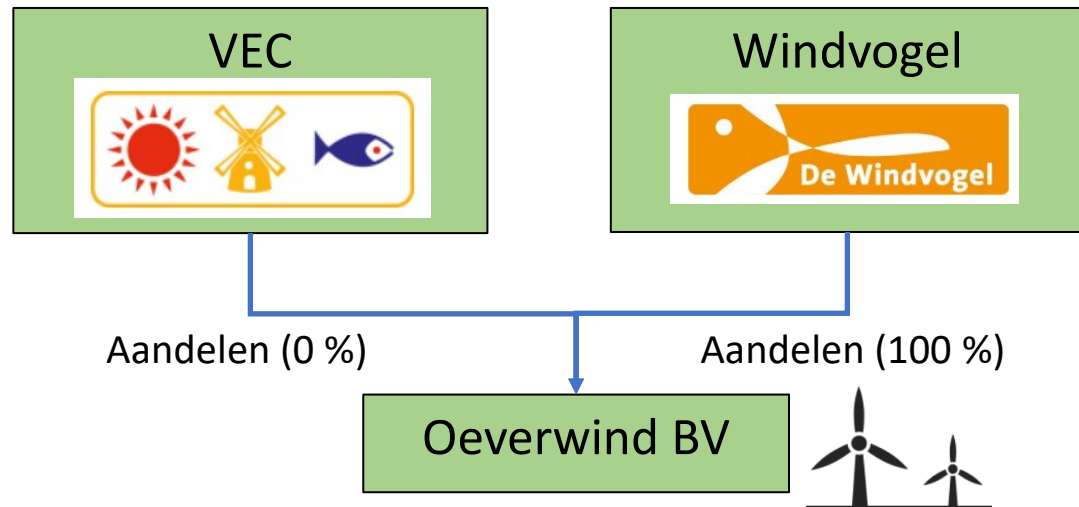 VEC
Windvogel
De Windvogel
Aandelen (0 %)
Aandelen (100 %)
Oeverwind BV